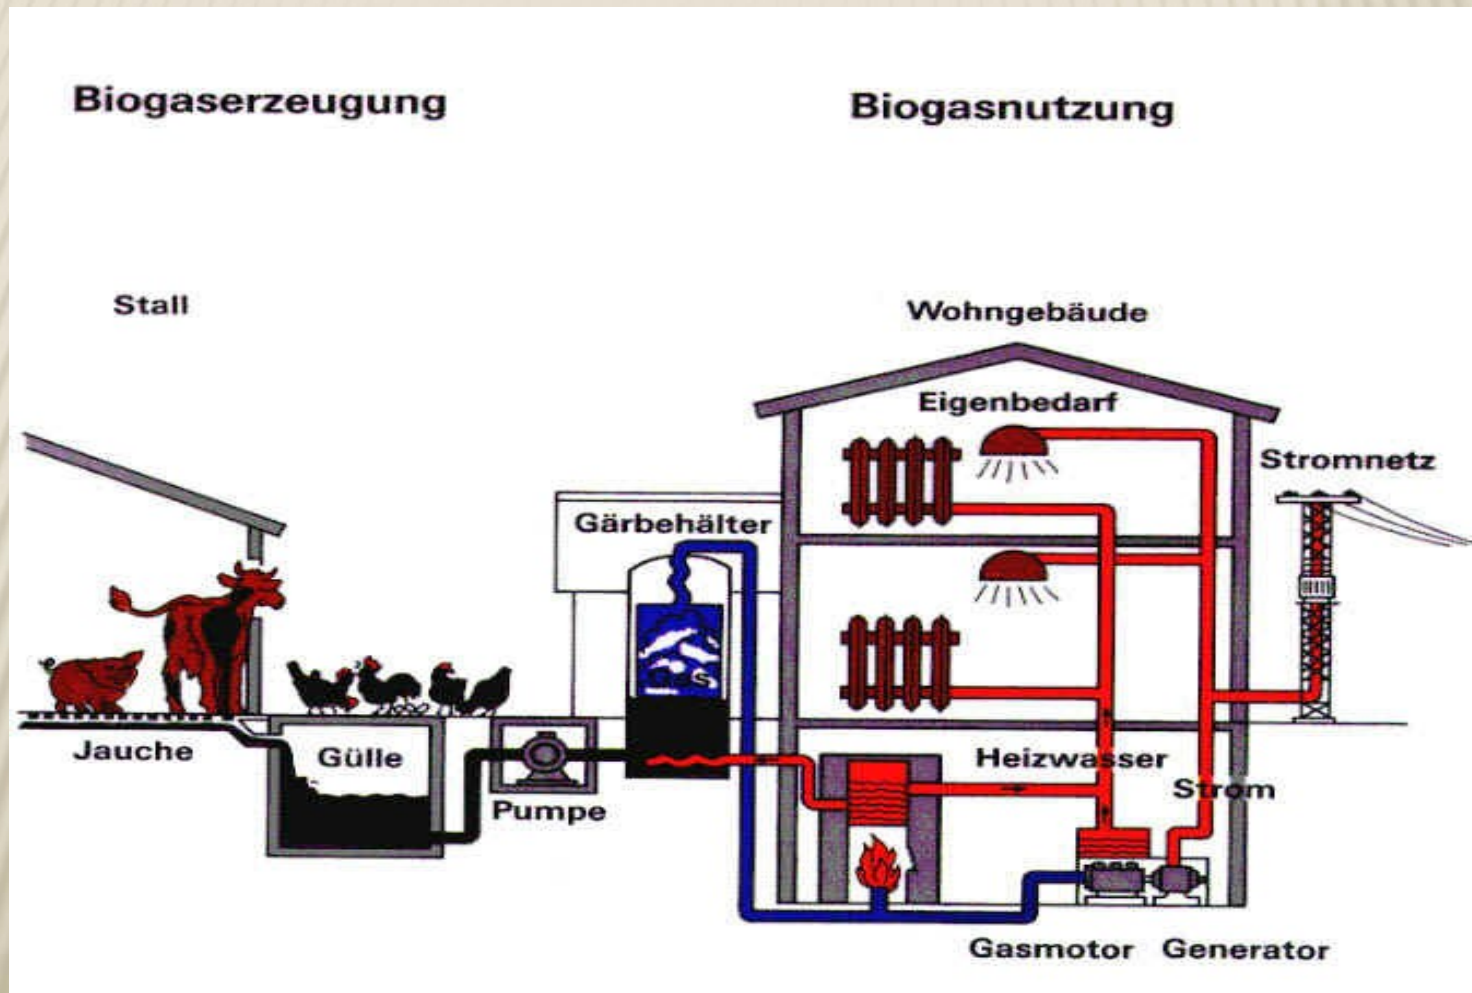 Biogaserzeugung
Biogasnutzung
Stall
Wohngebäude
Eigenbedarf
Stromnetz
Gärbehälter
Jauche
Gülle
Pumpe
Heizwasser
Strom
Gasmotor
Generator